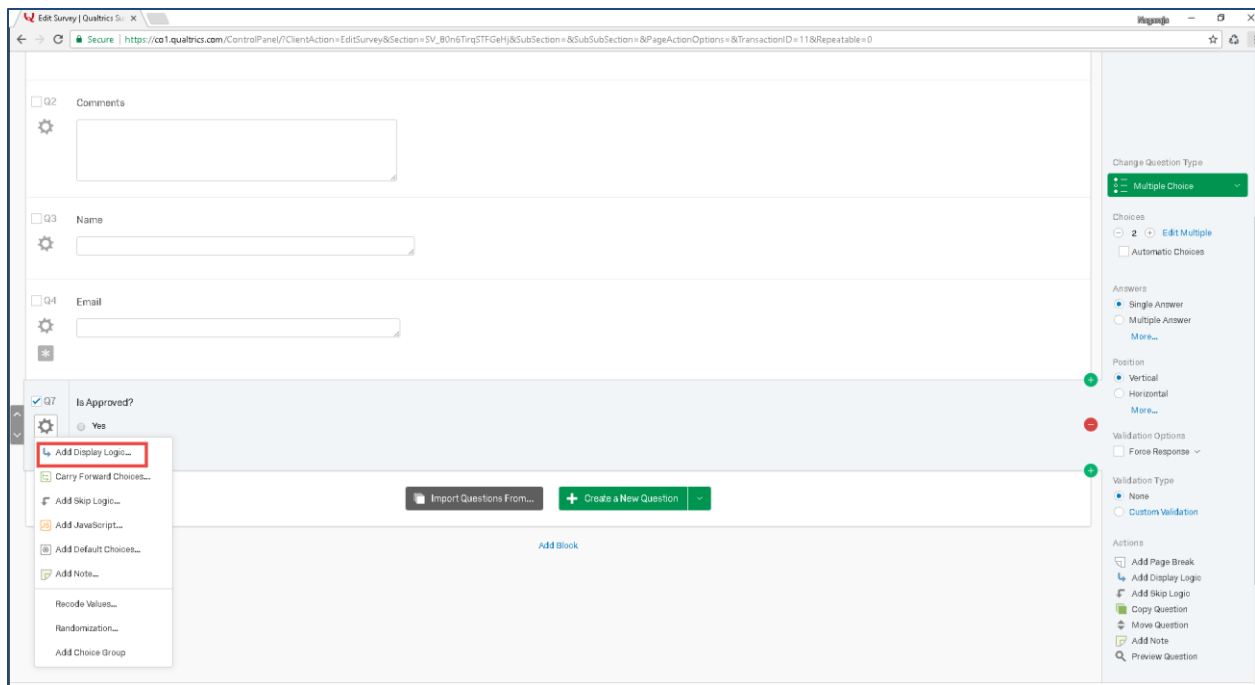 Edit Survey | Qualtrics Su
Secure | https://co1.qualtrics.com/ControlPanel/?ClientAction=EditSurvey&Section=SV_80n6TirqSTFGeHj&SubSection=&SubSubSection=&PageActionOptions=&TransactionID=11&Repeatable=0
Q2 Comments
Q3 Name
Q4 Email
Q7 Is Approved?
Yes
Add Display Logic...
Carry Forward Choices...
Add Skip Logic...
JS Add JavaScript...
Add Default Choices...
Add Note...
Recode Values...
Randomization...
Add Choice Group
Import Questions From...
Create a New Question
Add Block
Change Question Type
Multiple Choice
Choices
2 Edit Multiple
Automatic Choices
Answers
Single Answer
Multiple Answer
More...
Position
Vertical
Horizontal
More...
Validation Options
Force Response
Validation Type
None
Custom Validation
Actions
Add Page Break
Add Display Logic
Add Skip Logic
Copy Question
Move Question
Add Note
Preview Question